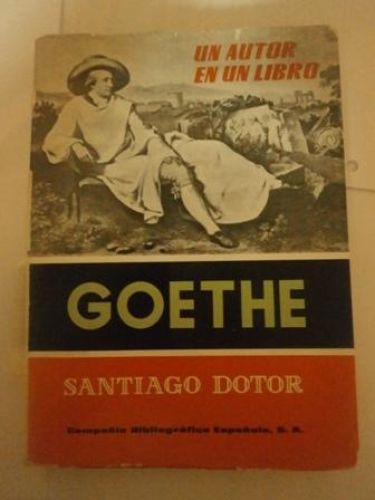 UN AUTOR
EN UN LIBRO
GOETHE
SANTIAGO DOTOR
Compañía Bibliográfica Española, S. A.